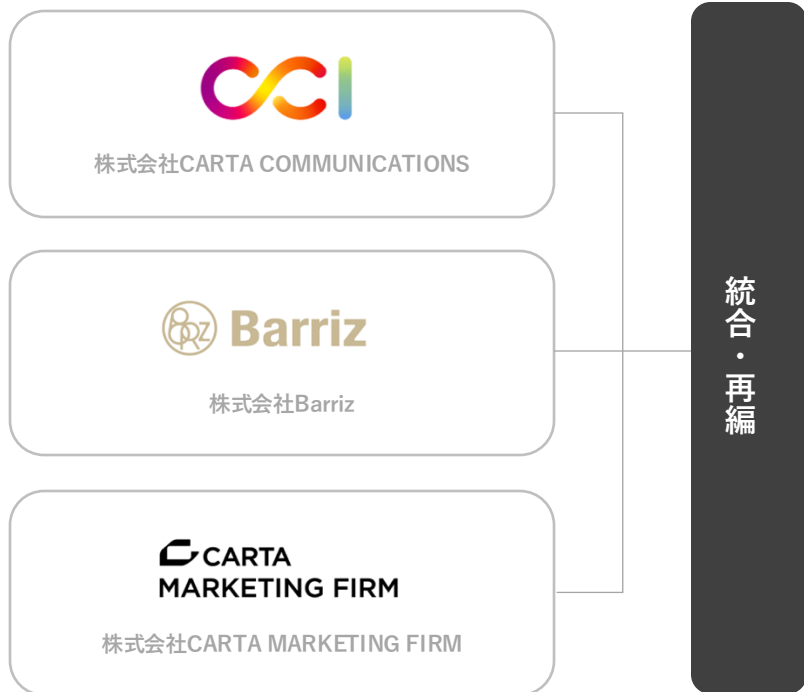 CCI
株式会社CARTA COMMUNICATIONS
BRZ Barriz
株式会社Barriz
CARTA
MARKETING FIRM
株式会社CARTA MARKETING FIRM
統合・再編